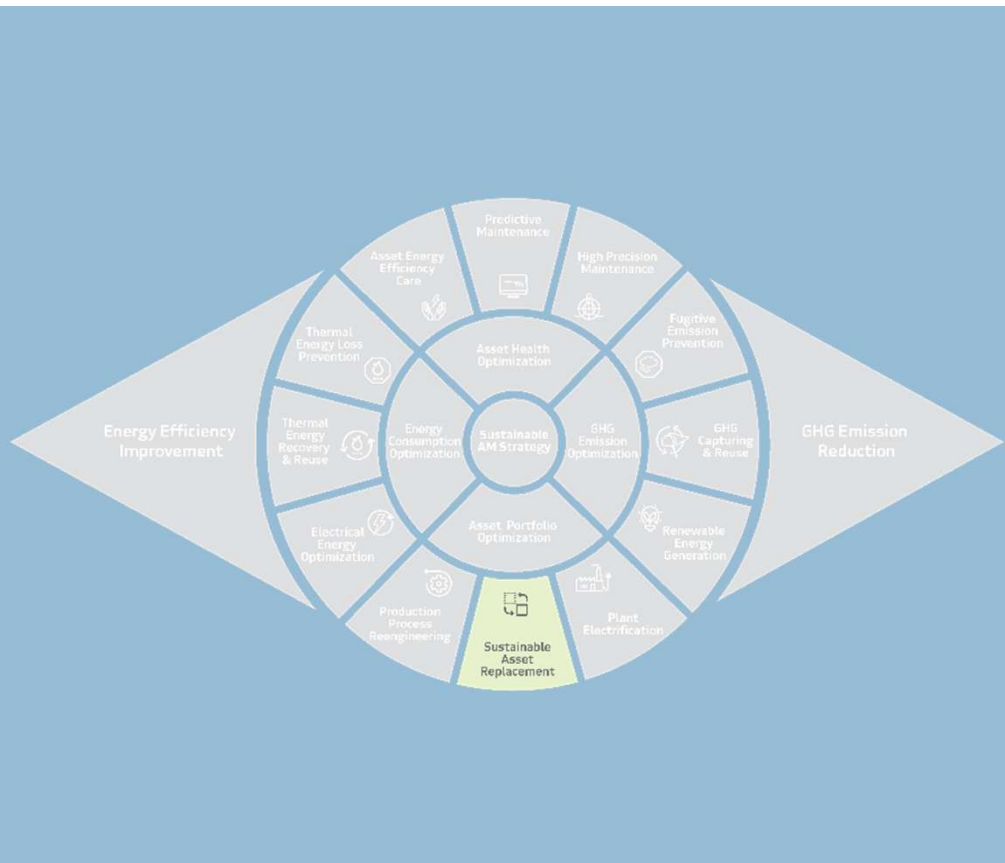 Predictive
Maintenance
Asset Energy
Efficiency
Care
High Precision
Maintenance
Thermal
Energy Loss
Prevention
Fugitive
Emission
Prevention
Asset Health
Optimization
Energy Efficiency
Improvement
Thermal
Energy
Recovery
& Reuse
Energy
Consumption
Optimization
Sustainable
AM Strategy
GHG
Emission
Optimization
GHG
Capturing
& Reuse
GHG Emission
Reduction
Electrical
Energy
Optimization
Asset Portfolio
Optimization
Renewable
Energy
Generation
Production
Process
Reengineering
Sustainable
Asset
Replacement
Plant
Electrification